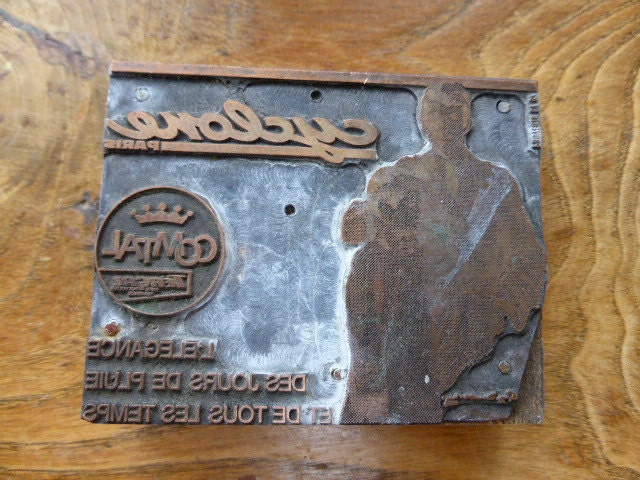 cyclone
PARIS
COMTAL
L'ELEGANCE
DES JOURS DE PLUIE
ET DE TOUS LES TEMPS